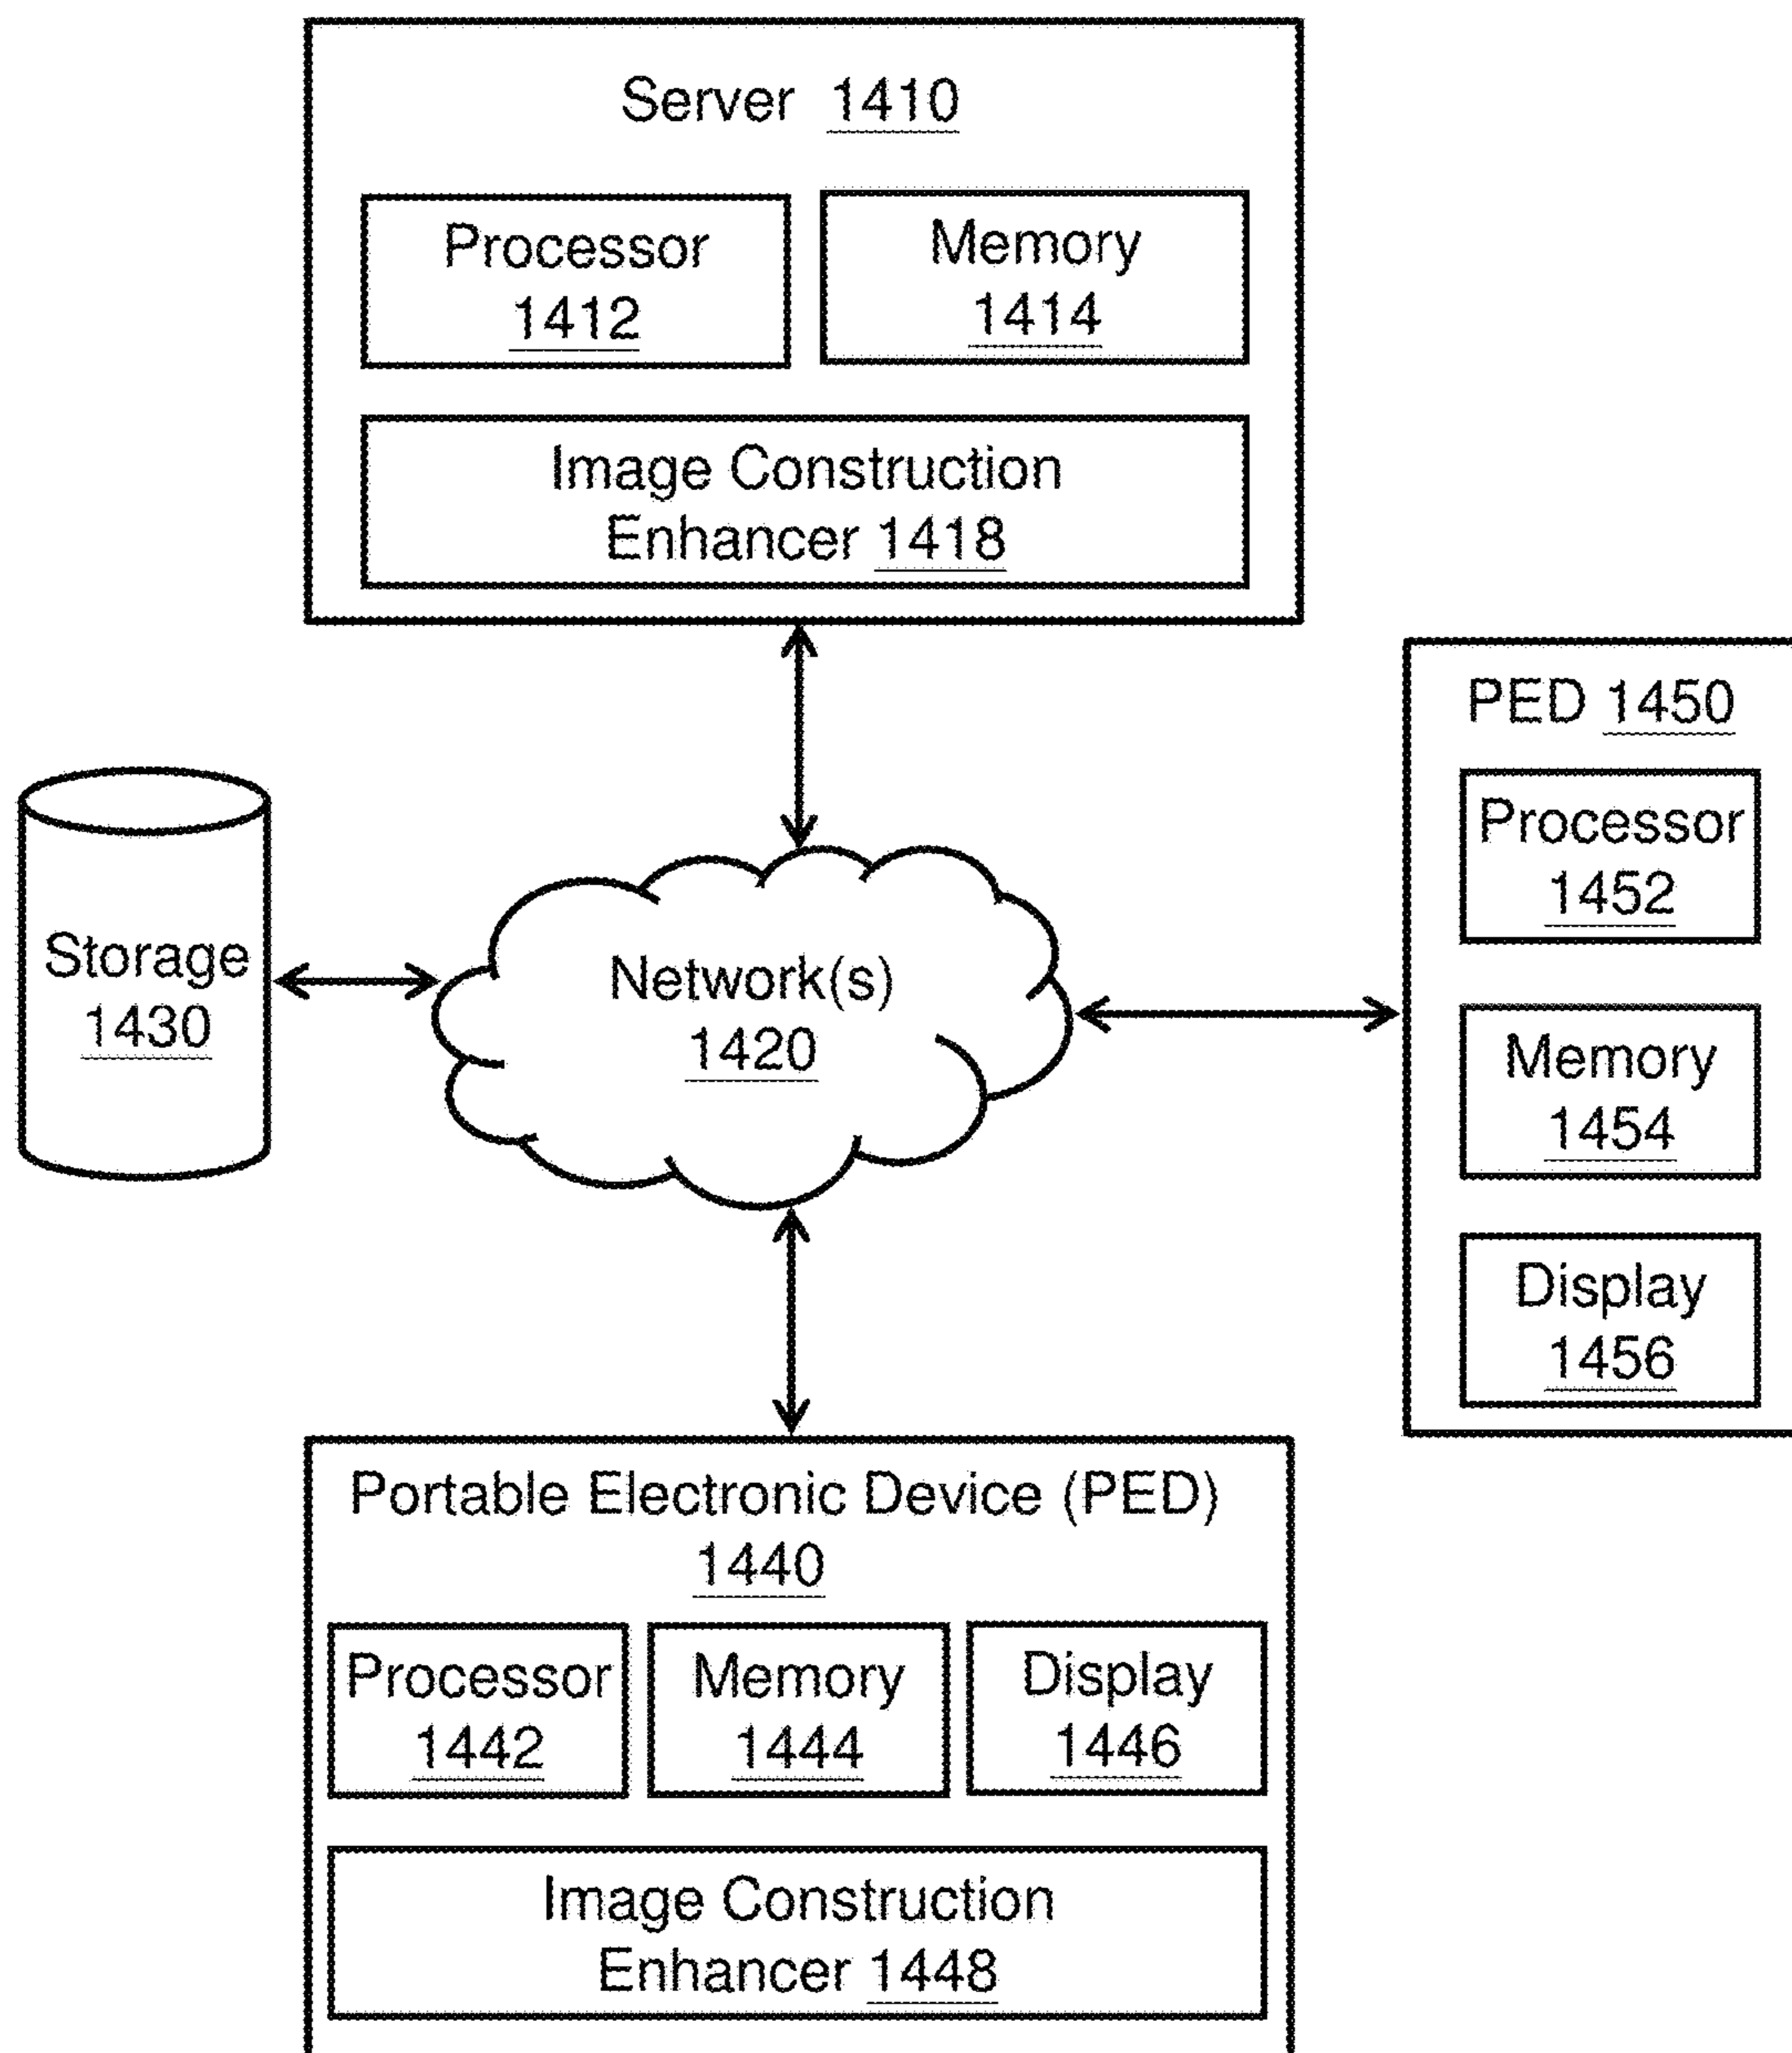 Server 1410
Processor
1412
Memory
1414
Image Construction
Enhancer 1418
PED 1450
Processor
1452
Memory
1454
Display
1456
Storage
1430
Network(s)
1420
Portable Electronic Device (PED)
1440
Processor
1442
Memory
1444
Display
1446
Image Construction
Enhancer 1448